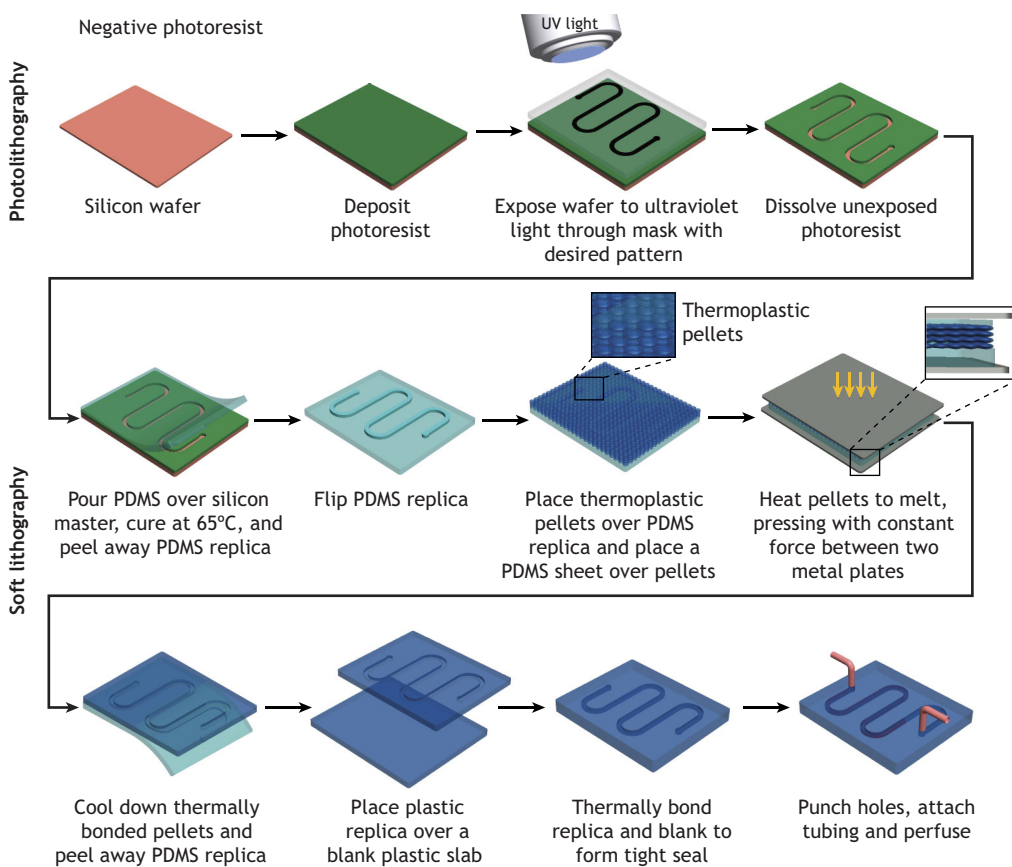 Negative photoresist
UV light
Photolithography
Silicon wafer
Deposit
photoresist
Expose wafer to ultraviolet
light through mask with
desired pattern
Dissolve unexposed
photoresist
Thermoplastic
pellets
Soft lithography
Pour PDMS over silicon
master, cure at 65ºC, and
peel away PDMS replica
Flip PDMS replica
Place thermoplastic
pellets over PDMS
replica and place a
PDMS sheet over pellets
Heat pellets to melt,
pressing with constant
force between two
metal plates
Cool down thermally
bonded pellets and
peel away PDMS replica
Place plastic
replica over a
blank plastic slab
Thermally bond
replica and blank to
form tight seal
Punch holes, attach
tubing and perfuse